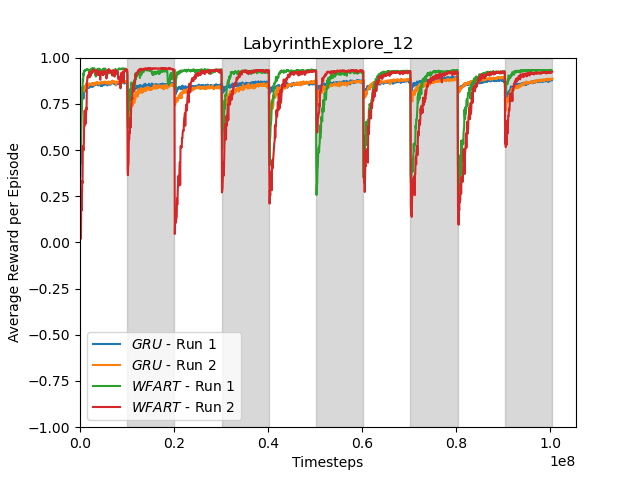 LabyrinthExplore_12
Average Reward per Episode
1.00
0.75
0.50
0.25
0.00
−0.25
−0.50
−0.75
−1.00
GRU - Run 1
GRU - Run 2
WFART - Run 1
WFART - Run 2
0.0 0.2 0.4 0.6 0.8 1.0
1e8
Timesteps